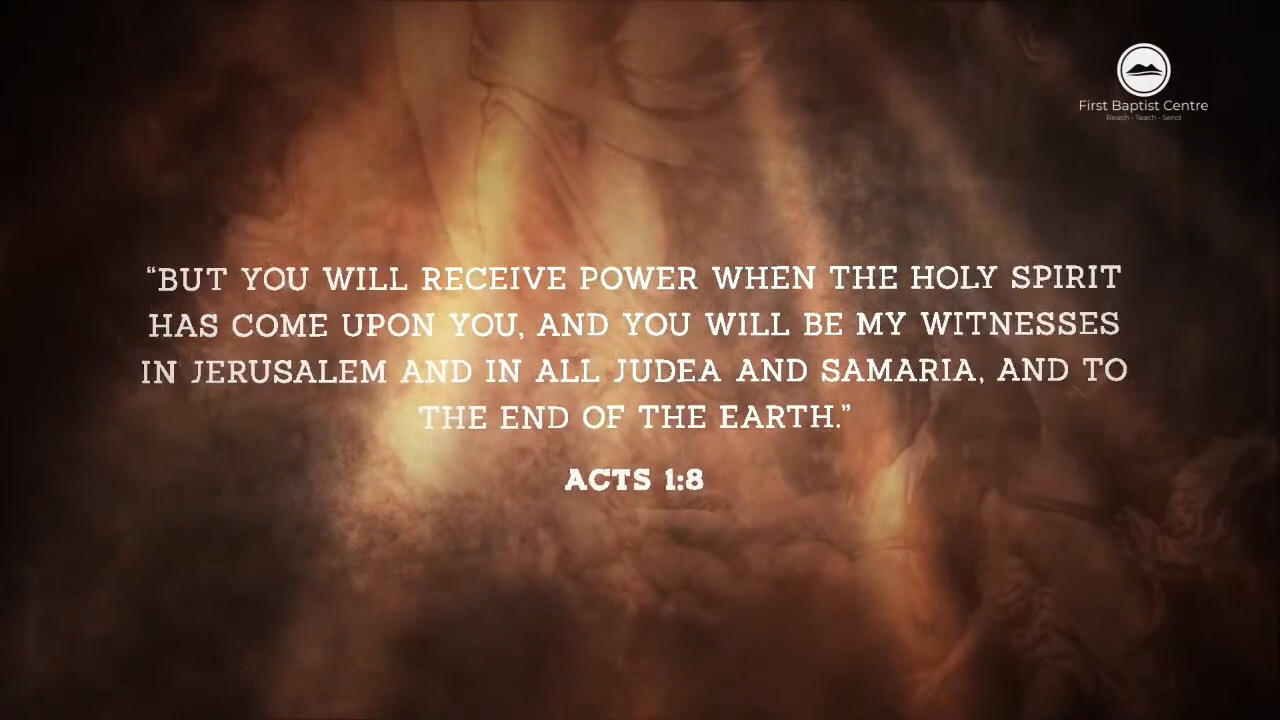 First Baptist Centre
Reach • Teach • Send
“BUT YOU WILL RECEIVE POWER WHEN THE HOLY SPIRIT
HAS COME UPON YOU, AND YOU WILL BE MY WITNESSES
IN JERUSALEM AND IN ALL JUDEA AND SAMARIA, AND TO
THE END OF THE EARTH.”
ACTS 1:8